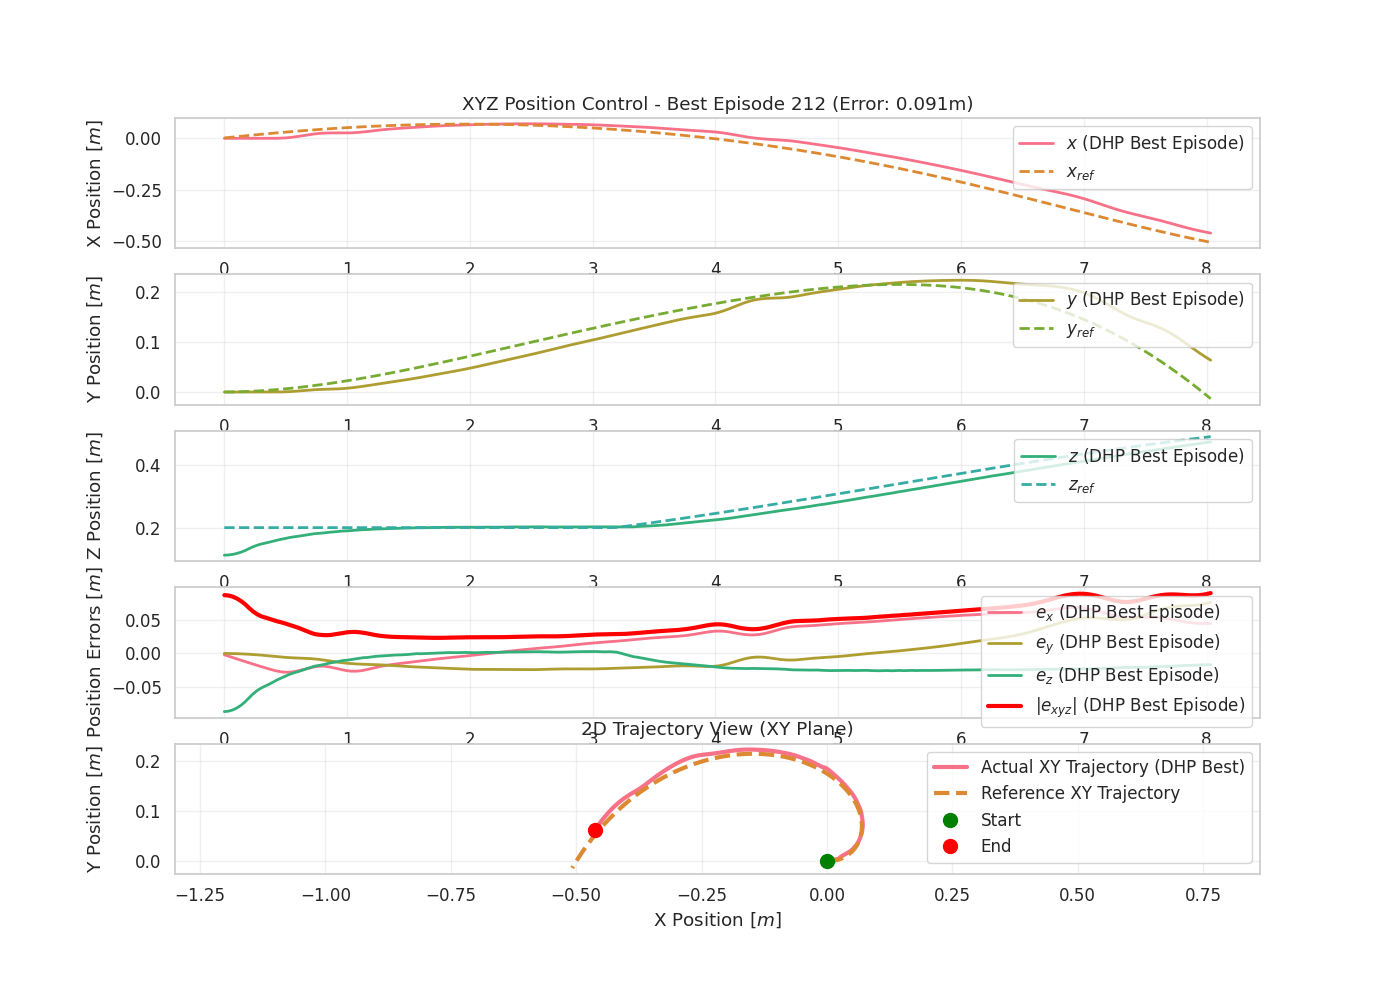 XYZ Position Control - Best Episode 212 (Error: 0.091m)
X Position [m]
0.00
−0.25
−0.50
x (DHP Best Episode)
x_ref
0 1 2 3 4 5 6 7 8
Y Position [m]
0.2
0.1
0.0
y (DHP Best Episode)
y_ref
0 1 2 3 4 5 6 7 8
Z Position [m]
0.4
0.2
z (DHP Best Episode)
z_ref
0 1 2 3 4 5 6 7 8
Position Errors [m]
0.05
0.00
−0.05
e_x (DHP Best Episode)
e_y (DHP Best Episode)
e_z (DHP Best Episode)
|e_xyz| (DHP Best Episode)
0 1 2 3 4 5 6 7 8
2D Trajectory View (XY Plane)
Y Position [m]
0.2
0.1
0.0
Actual XY Trajectory (DHP Best)
Reference XY Trajectory
Start
End
−1.25 −1.00 −0.75 −0.50 −0.25 0.00 0.25 0.50 0.75
X Position [m]